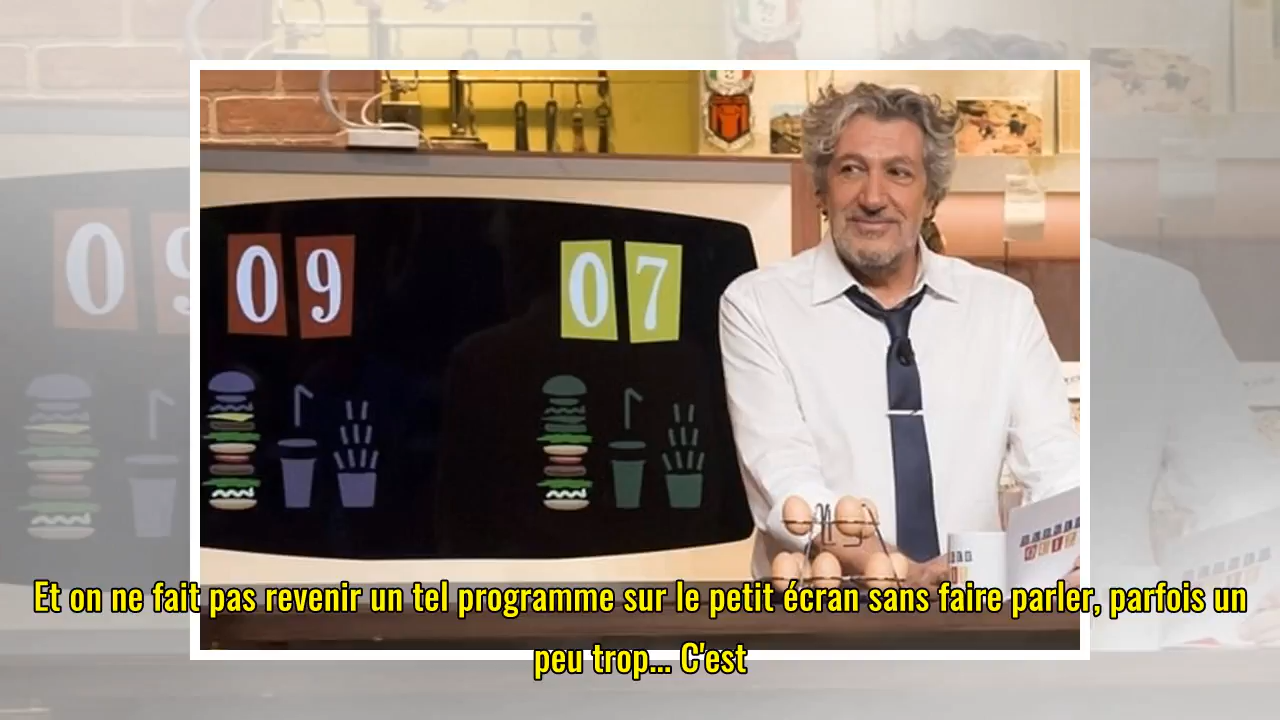 09
09
07
Et on ne fait pas revenir un tel programme sur le petit écran sans faire parler, parfois un
peu trop... C'est